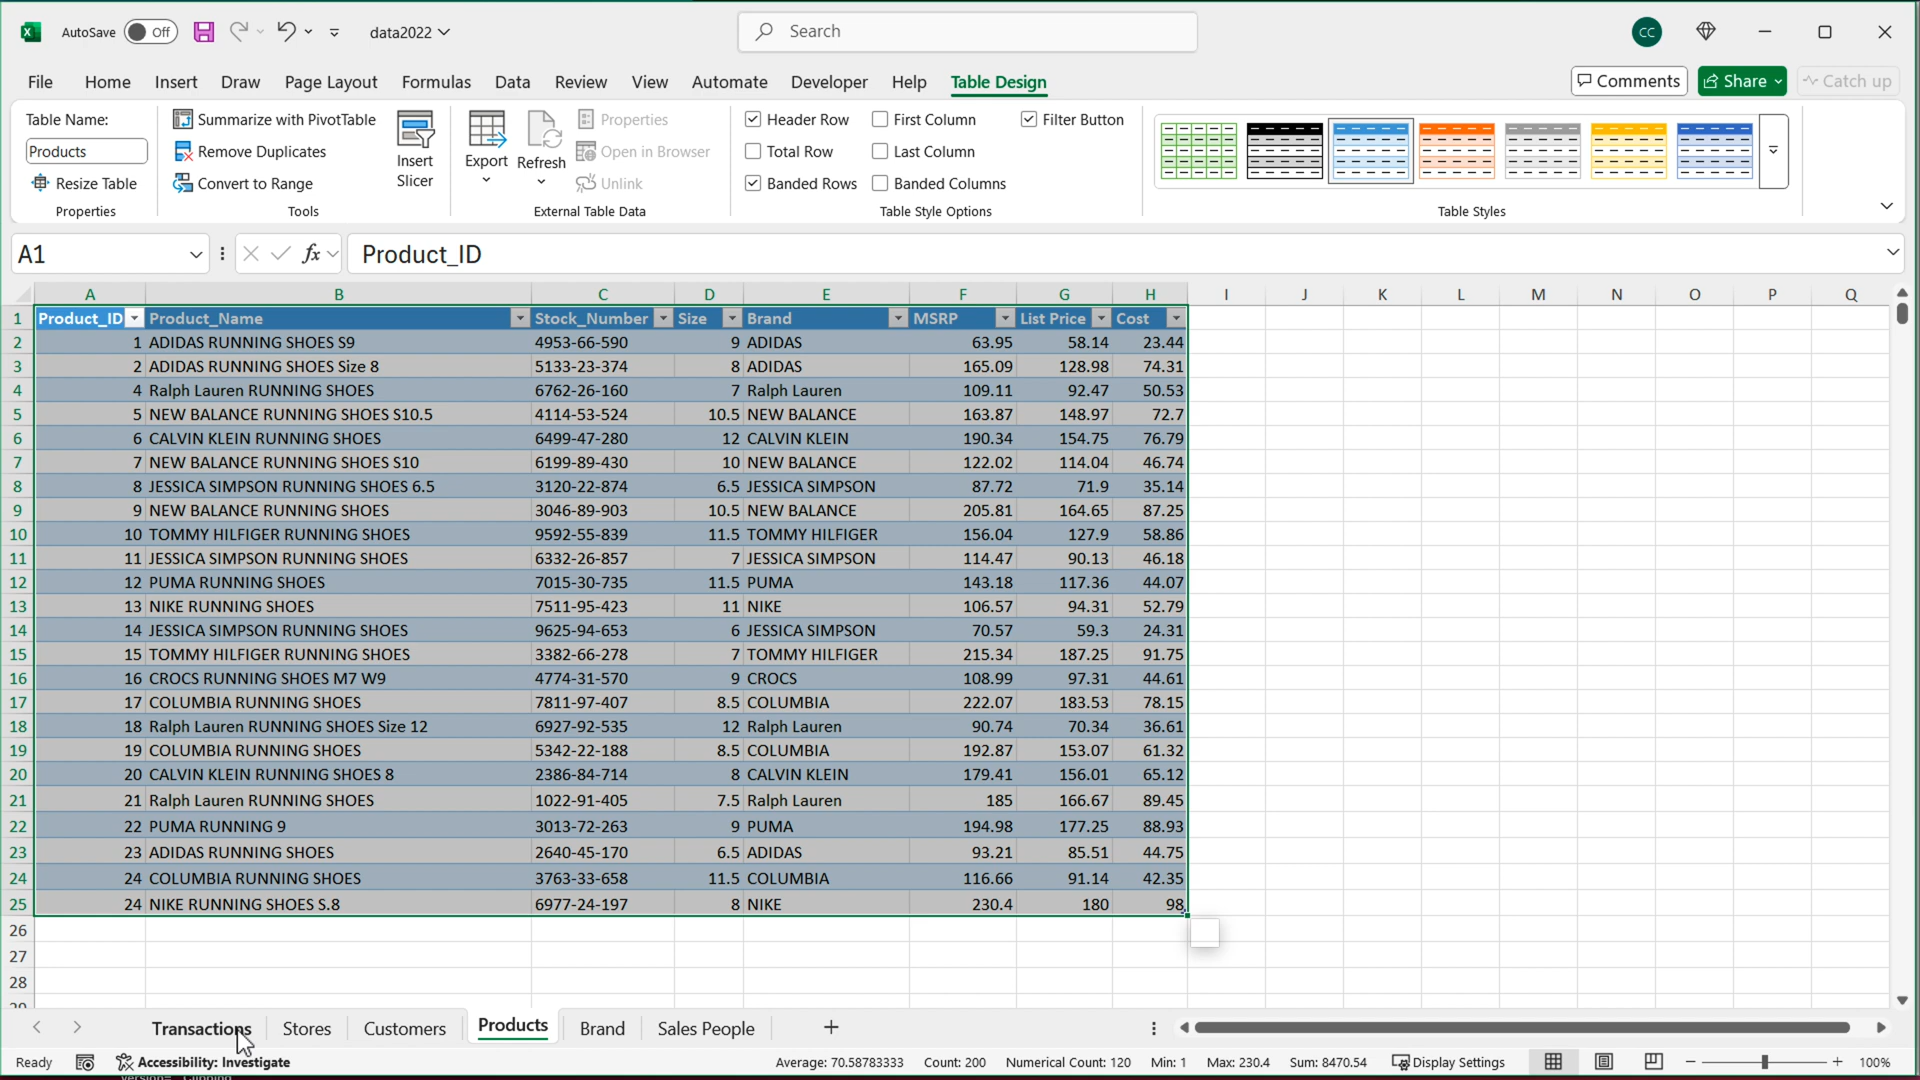 AutoSave Off data2022 Search CC
File Home Insert Draw Page Layout Formulas Data Review View Automate Developer Help Table Design Comments Share Catch up
Table Name: Summarize with PivotTable Properties Header Row First Column Filter Button
Products Remove Duplicates Insert Slicer Export Refresh Open in Browser Total Row Last Column
Resize Table Convert to Range Unlink Banded Rows Banded Columns
Properties Tools External Table Data Table Style Options Table Styles
A1 fx Product_ID
A B C D E F G H I J K L M N O P Q
1 Product_ID Product_Name Stock_Number Size Brand MSRP List Price Cost
2 1 ADIDAS RUNNING SHOES S9 4953-66-590 9 ADIDAS 63.95 58.14 23.44
3 2 ADIDAS RUNNING SHOES Size 8 5133-23-374 8 ADIDAS 165.09 128.98 74.31
4 4 Ralph Lauren RUNNING SHOES 6762-26-160 7 Ralph Lauren 109.11 92.47 50.53
5 5 NEW BALANCE RUNNING SHOES S10.5 4114-53-524 10.5 NEW BALANCE 163.87 148.97 72.7
6 6 CALVIN KLEIN RUNNING SHOES 6499-47-280 12 CALVIN KLEIN 190.34 154.75 76.79
7 7 NEW BALANCE RUNNING SHOES S10 6199-89-430 10 NEW BALANCE 122.02 114.04 46.74
8 8 JESSICA SIMPSON RUNNING SHOES 6.5 3120-22-874 6.5 JESSICA SIMPSON 87.72 71.9 35.14
9 9 NEW BALANCE RUNNING SHOES 3046-89-903 10.5 NEW BALANCE 205.81 164.65 87.25
10 10 TOMMY HILFIGER RUNNING SHOES 9592-55-839 11.5 TOMMY HILFIGER 156.04 127.9 58.86
11 11 JESSICA SIMPSON RUNNING SHOES 6332-26-857 7 JESSICA SIMPSON 114.47 90.13 46.18
12 12 PUMA RUNNING SHOES 7015-30-735 11.5 PUMA 143.18 117.36 44.07
13 13 NIKE RUNNING SHOES 7511-95-423 11 NIKE 106.57 94.31 52.79
14 14 JESSICA SIMPSON RUNNING SHOES 9625-94-653 6 JESSICA SIMPSON 70.57 59.3 24.31
15 15 TOMMY HILFIGER RUNNING SHOES 3382-66-278 7 TOMMY HILFIGER 215.34 187.25 91.75
16 16 CROCS RUNNING SHOES M7 W9 4774-31-570 9 CROCS 108.99 97.31 44.61
17 17 COLUMBIA RUNNING SHOES 7811-97-407 8.5 COLUMBIA 222.07 183.53 78.15
18 18 Ralph Lauren RUNNING SHOES Size 12 6927-92-535 12 Ralph Lauren 90.74 70.34 36.61
19 19 COLUMBIA RUNNING SHOES 5342-22-188 8.5 COLUMBIA 192.87 153.07 61.32
20 20 CALVIN KLEIN RUNNING SHOES 8 2386-84-714 8 CALVIN KLEIN 179.41 156.01 65.12
21 21 Ralph Lauren RUNNING SHOES 1022-91-405 7.5 Ralph Lauren 185 166.67 89.45
22 22 PUMA RUNNING 9 3013-72-263 9 PUMA 194.98 177.25 88.93
23 23 ADIDAS RUNNING SHOES 2640-45-170 6.5 ADIDAS 93.21 85.51 44.75
24 24 COLUMBIA RUNNING SHOES 3763-33-658 11.5 COLUMBIA 116.66 91.14 42.35
25 24 NIKE RUNNING SHOES S.8 6977-24-197 8 NIKE 230.4 180 98
26
27
28
Transactions Stores Customers Products Brand Sales People
Ready Accessibility: Investigate Average: 70.58783333 Count: 200 Numerical Count: 120 Min: 1 Max: 230.4 Sum: 8470.54 Display Settings 100%